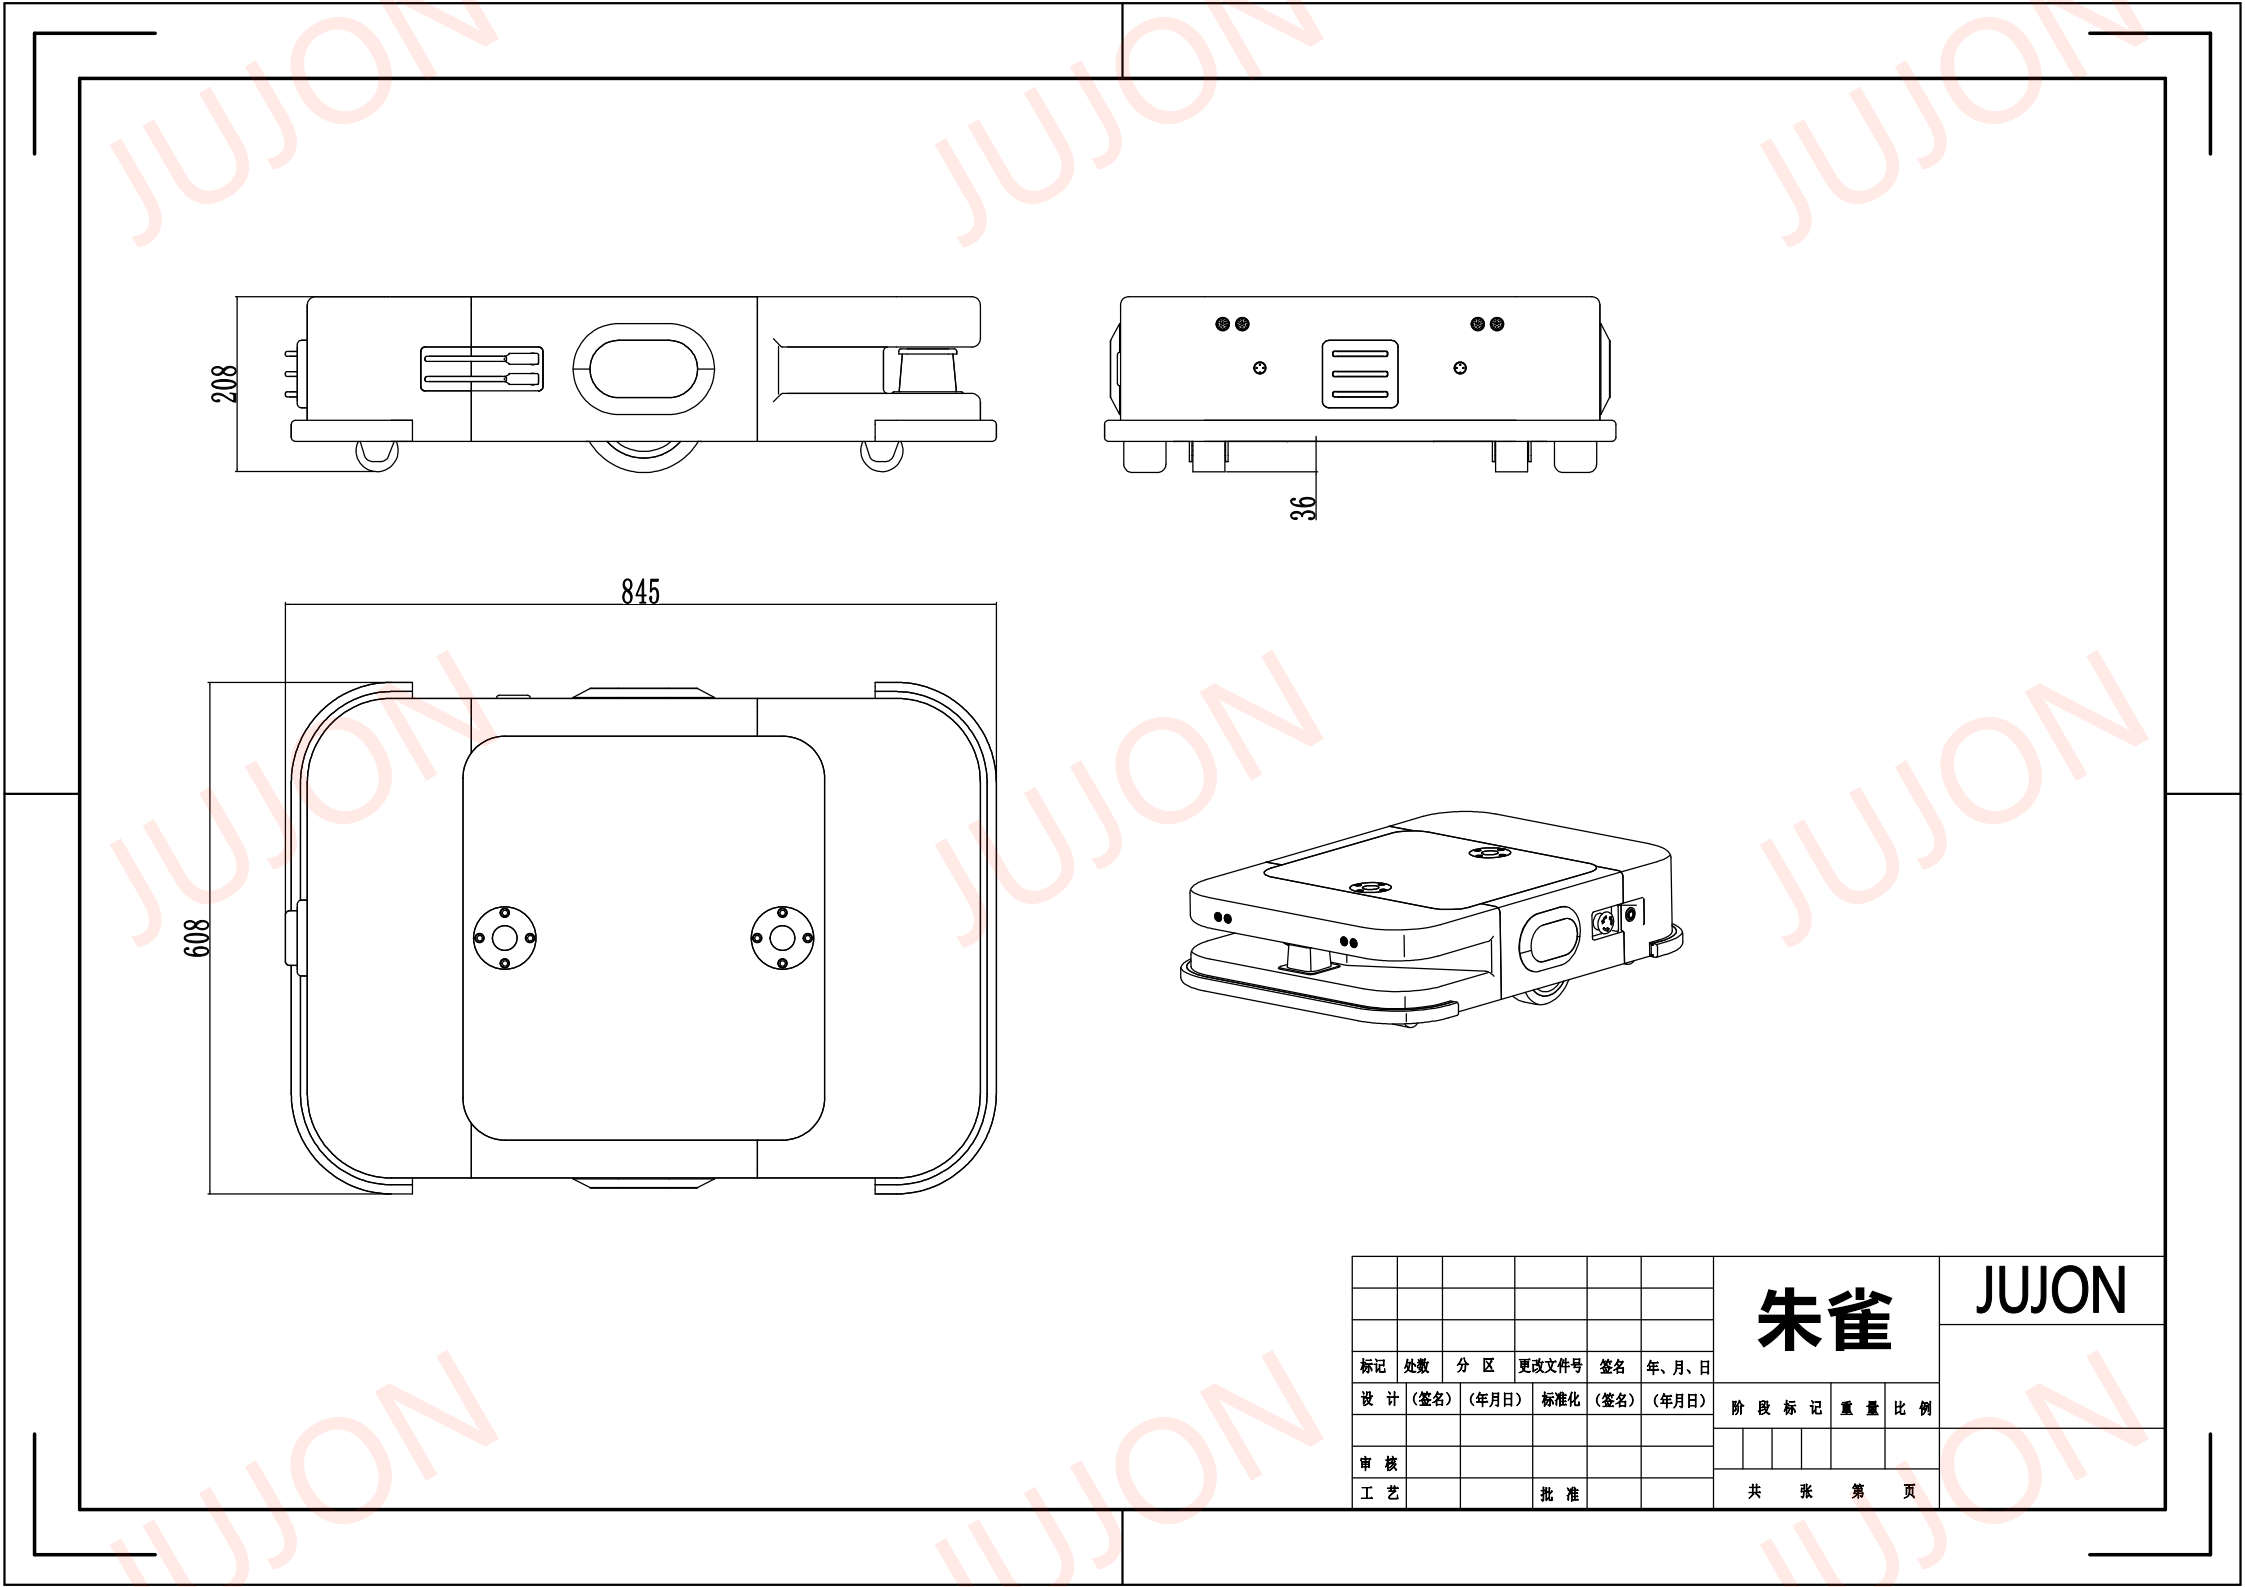 JUJON JUJON JUJON
208
36
845
JUJON JUJON JUJON
608
朱雀
JUJON
标记 处数 分 区 更改文件号 签名 年、月、日
设 计 (签名) (年月日) 标准化 (签名) (年月日)
阶 段 标 记 重 量 比 例
审 核
工 艺 批 准
共 张 第 页
JUJON JUJON JUJON